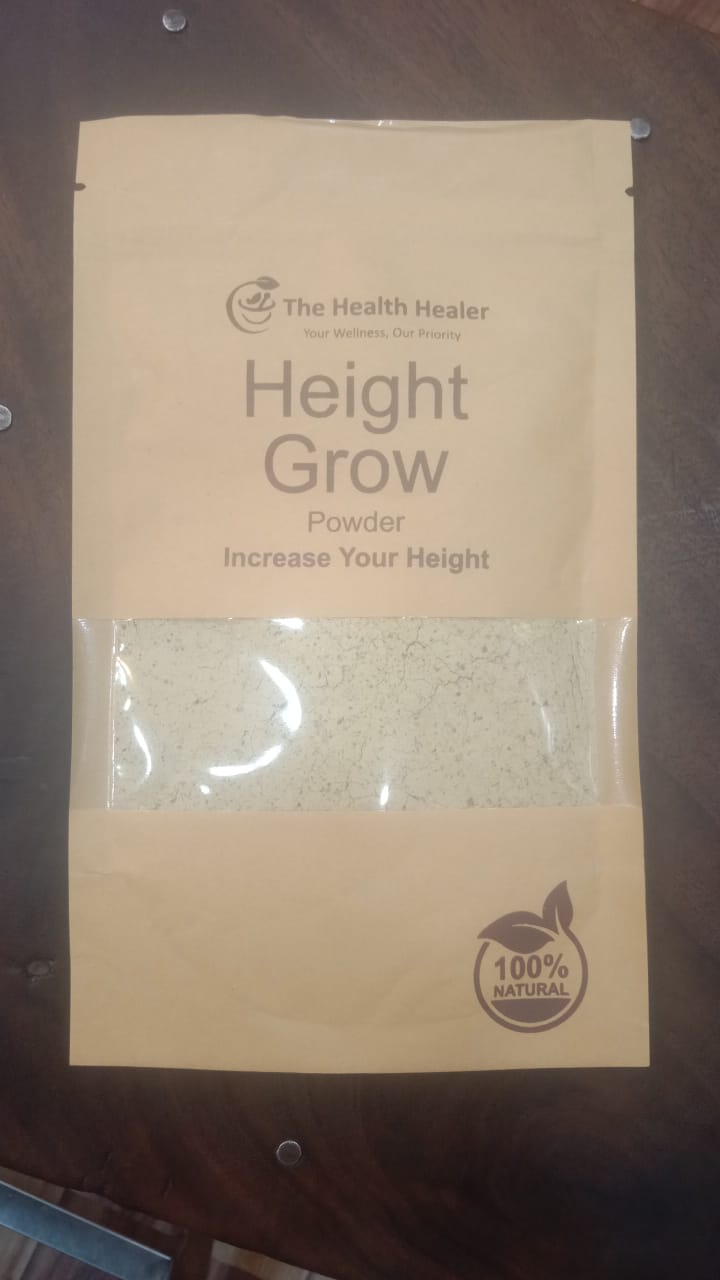 The Health Healer
Your Wellness, Our Priority
Height
Grow
Powder
Increase Your Height
100%
NATURAL